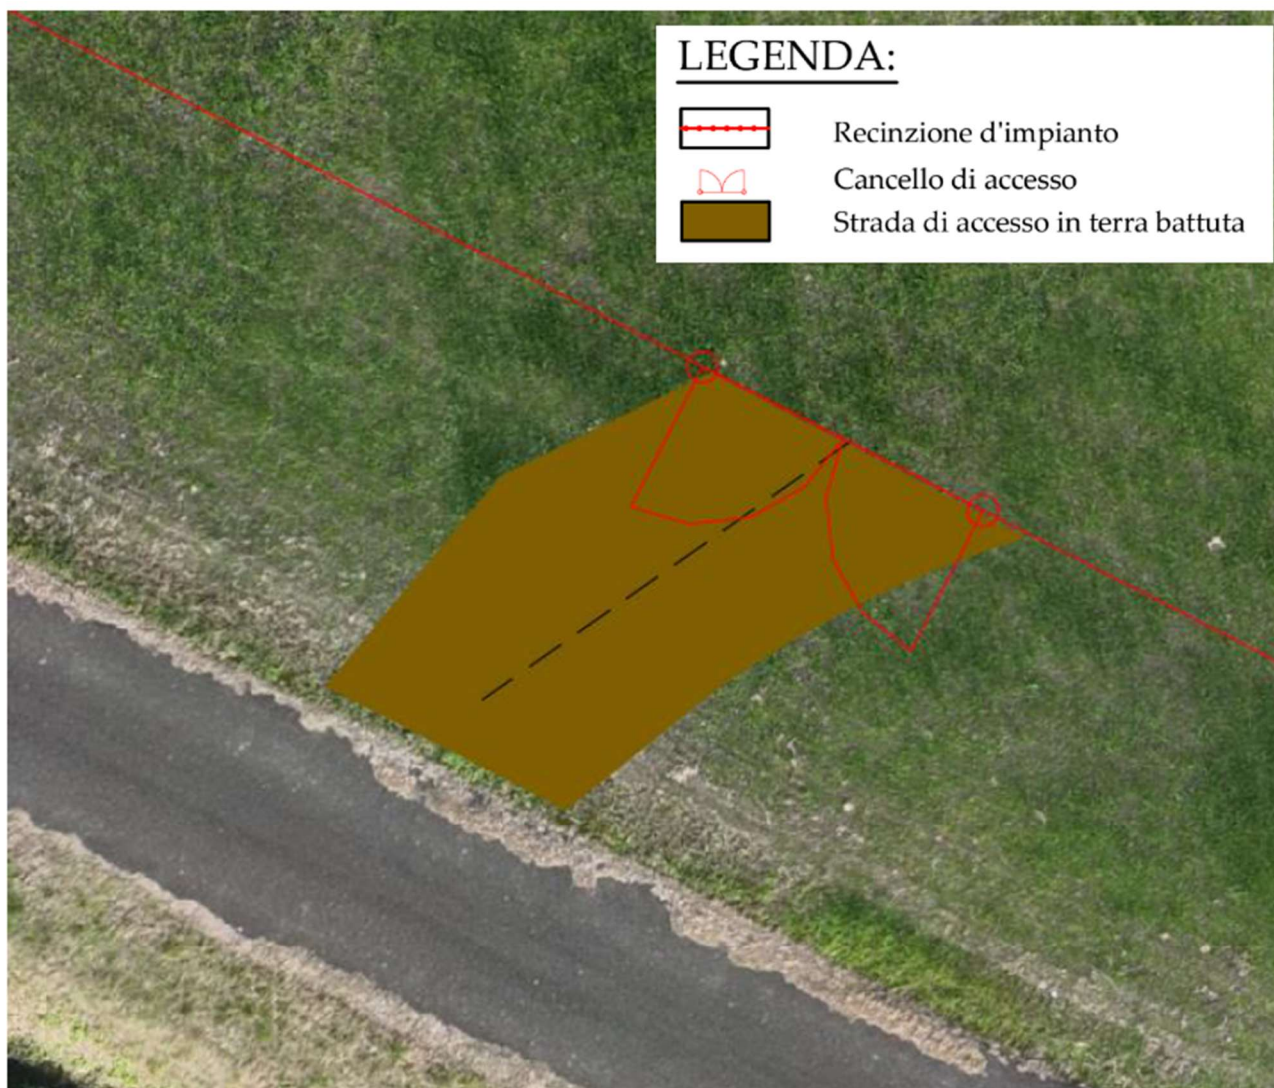 LEGENDA:
Recinzione d'impianto
Cancello di accesso
Strada di accesso in terra battuta